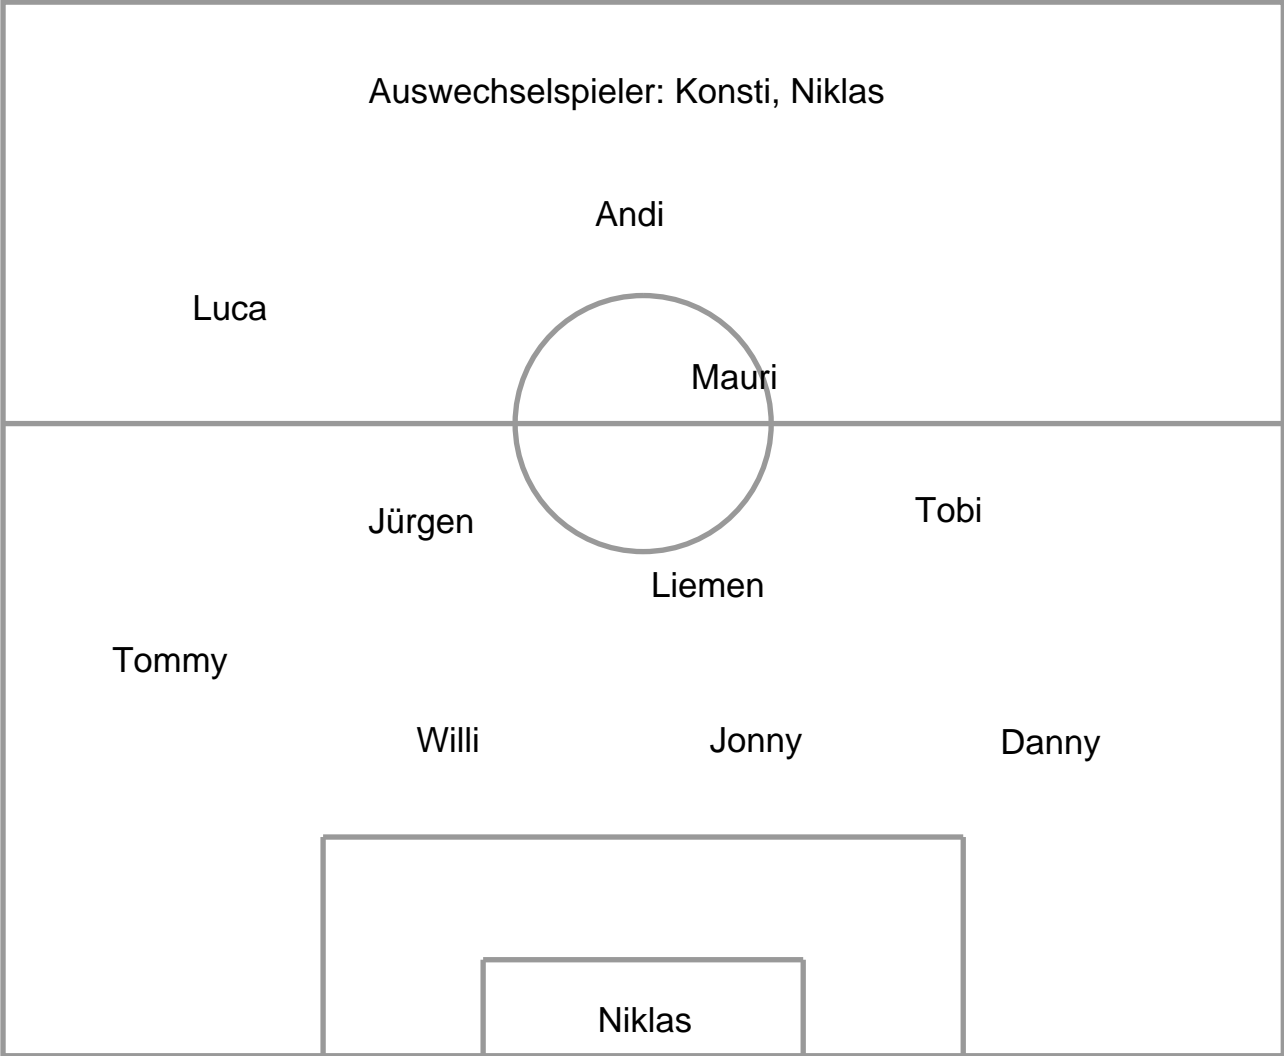 Auswechselspieler: Konsti, Niklas
Andi
Luca
Mauri
Tobi
Jürgen
Liemen
Tommy
Willi
Jonny
Danny
Niklas